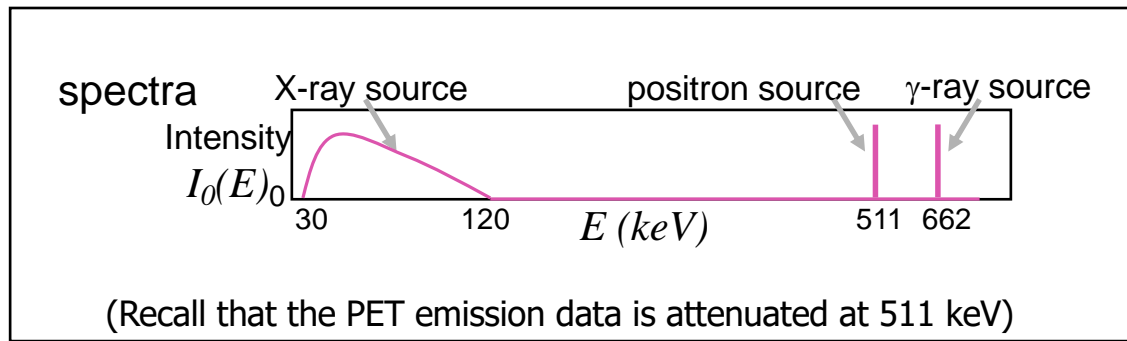 spectra
X-ray source
positron source
γ-ray source
Intensity
I₀(E)
0
30
120
E (keV)
511
662
(Recall that the PET emission data is attenuated at 511 keV)